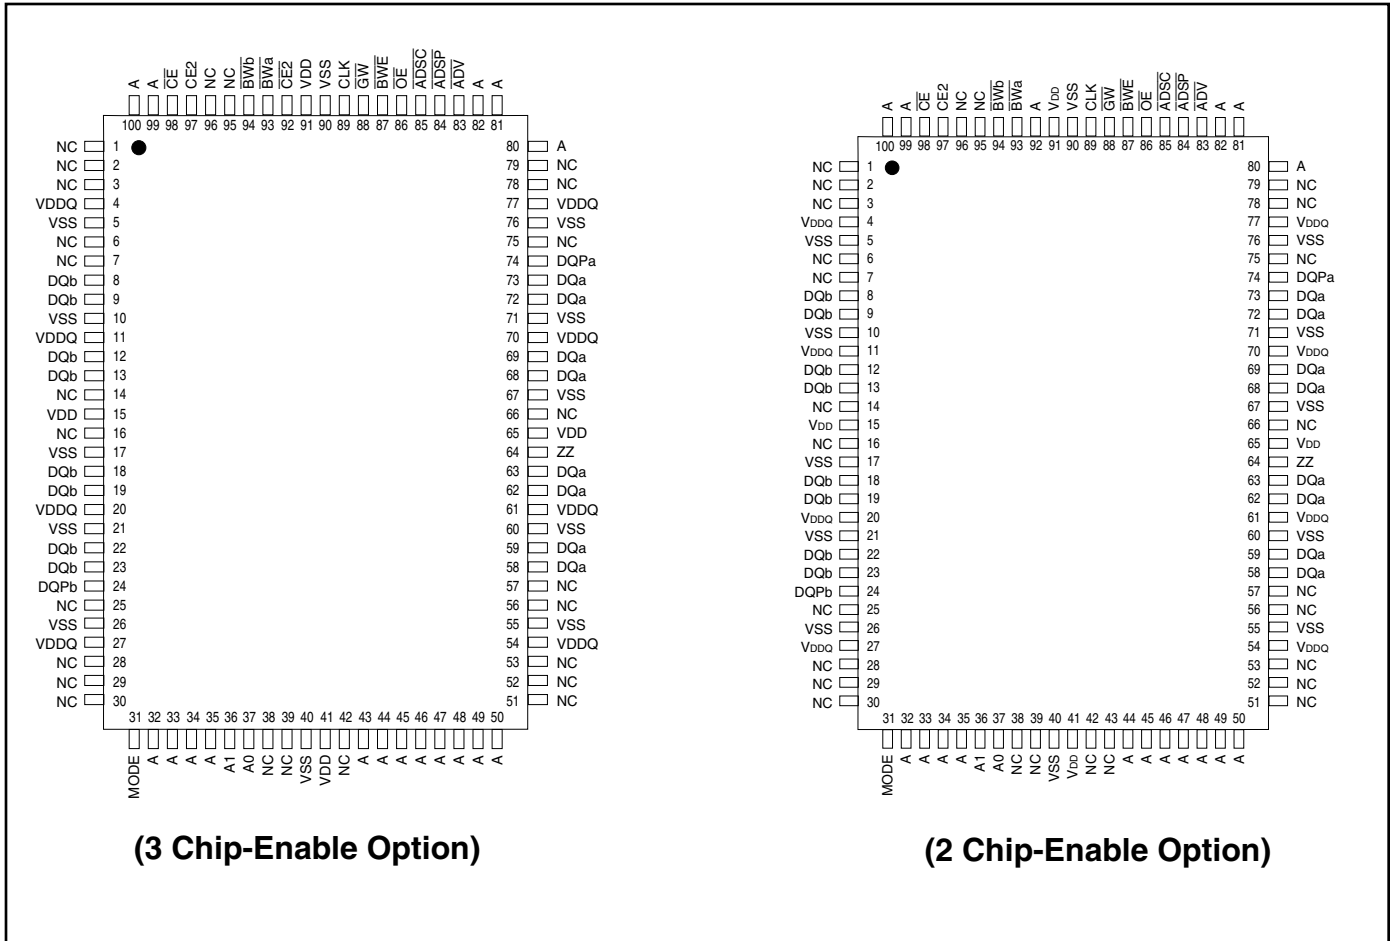 A A CE CE2 NC NC BWb BWa CE2 VDD VSS CLK GW BWE OE ADSC ADSP ADV A A
100 99 98 97 96 95 94 93 92 91 90 89 88 87 86 85 84 83 82 81
NC 1 80 A
NC 2 79 NC
NC 3 78 NC
VDDQ 4 77 VDDQ
VSS 5 76 VSS
NC 6 75 NC
NC 7 74 DQPa
DQb 8 73 DQa
DQb 9 72 DQa
VSS 10 71 VSS
VDDQ 11 70 VDDQ
DQb 12 69 DQa
DQb 13 68 DQa
NC 14 67 VSS
VDD 15 66 NC
NC 16 65 VDD
VSS 17 64 ZZ
DQb 18 63 DQa
DQb 19 62 DQa
VDDQ 20 61 VDDQ
VSS 21 60 VSS
DQb 22 59 DQa
DQb 23 58 DQa
DQPb 24 57 NC
NC 25 56 NC
VSS 26 55 VSS
VDDQ 27 54 VDDQ
NC 28 53 NC
NC 29 52 NC
NC 30 51 NC
31 32 33 34 35 36 37 38 39 40 41 42 43 44 45 46 47 48 49 50
MODE A A A A A1 A0 NC NC VSS VDD NC A A A A A A A A
(3 Chip-Enable Option)
A A CE CE2 NC NC BWb BWa A VDD VSS CLK GW BWE OE ADSC ADSP ADV A A
100 99 98 97 96 95 94 93 92 91 90 89 88 87 86 85 84 83 82 81
NC 1 80 A
NC 2 79 NC
NC 3 78 NC
VDDQ 4 77 VDDQ
VSS 5 76 VSS
NC 6 75 NC
NC 7 74 DQPa
DQb 8 73 DQa
DQb 9 72 DQa
VSS 10 71 VSS
VDDQ 11 70 VDDQ
DQb 12 69 DQa
DQb 13 68 DQa
NC 14 67 VSS
VDD 15 66 NC
NC 16 65 VDD
VSS 17 64 ZZ
DQb 18 63 DQa
DQb 19 62 DQa
VDDQ 20 61 VDDQ
VSS 21 60 VSS
DQb 22 59 DQa
DQb 23 58 DQa
DQPb 24 57 NC
NC 25 56 NC
VSS 26 55 VSS
VDDQ 27 54 VDDQ
NC 28 53 NC
NC 29 52 NC
NC 30 51 NC
31 32 33 34 35 36 37 38 39 40 41 42 43 44 45 46 47 48 49 50
MODE A A A A A1 A0 NC NC VSS VDD NC NC A A A A A A A
(2 Chip-Enable Option)